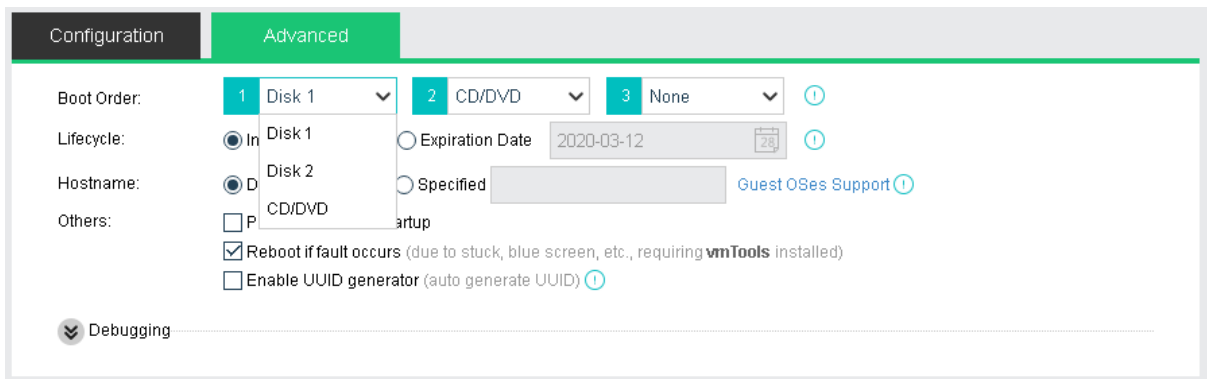 Configuration Advanced
Boot Order: 1 Disk 1 2 CD/DVD 3 None
Lifecycle: Expiration Date 2020-03-12 28
Disk 1
Disk 2
Hostname: Specified Guest OSes Support
CD/DVD
Others:
Reboot if fault occurs (due to stuck, blue screen, etc., requiring vmTools installed)
Enable UUID generator (auto generate UUID)
Debugging